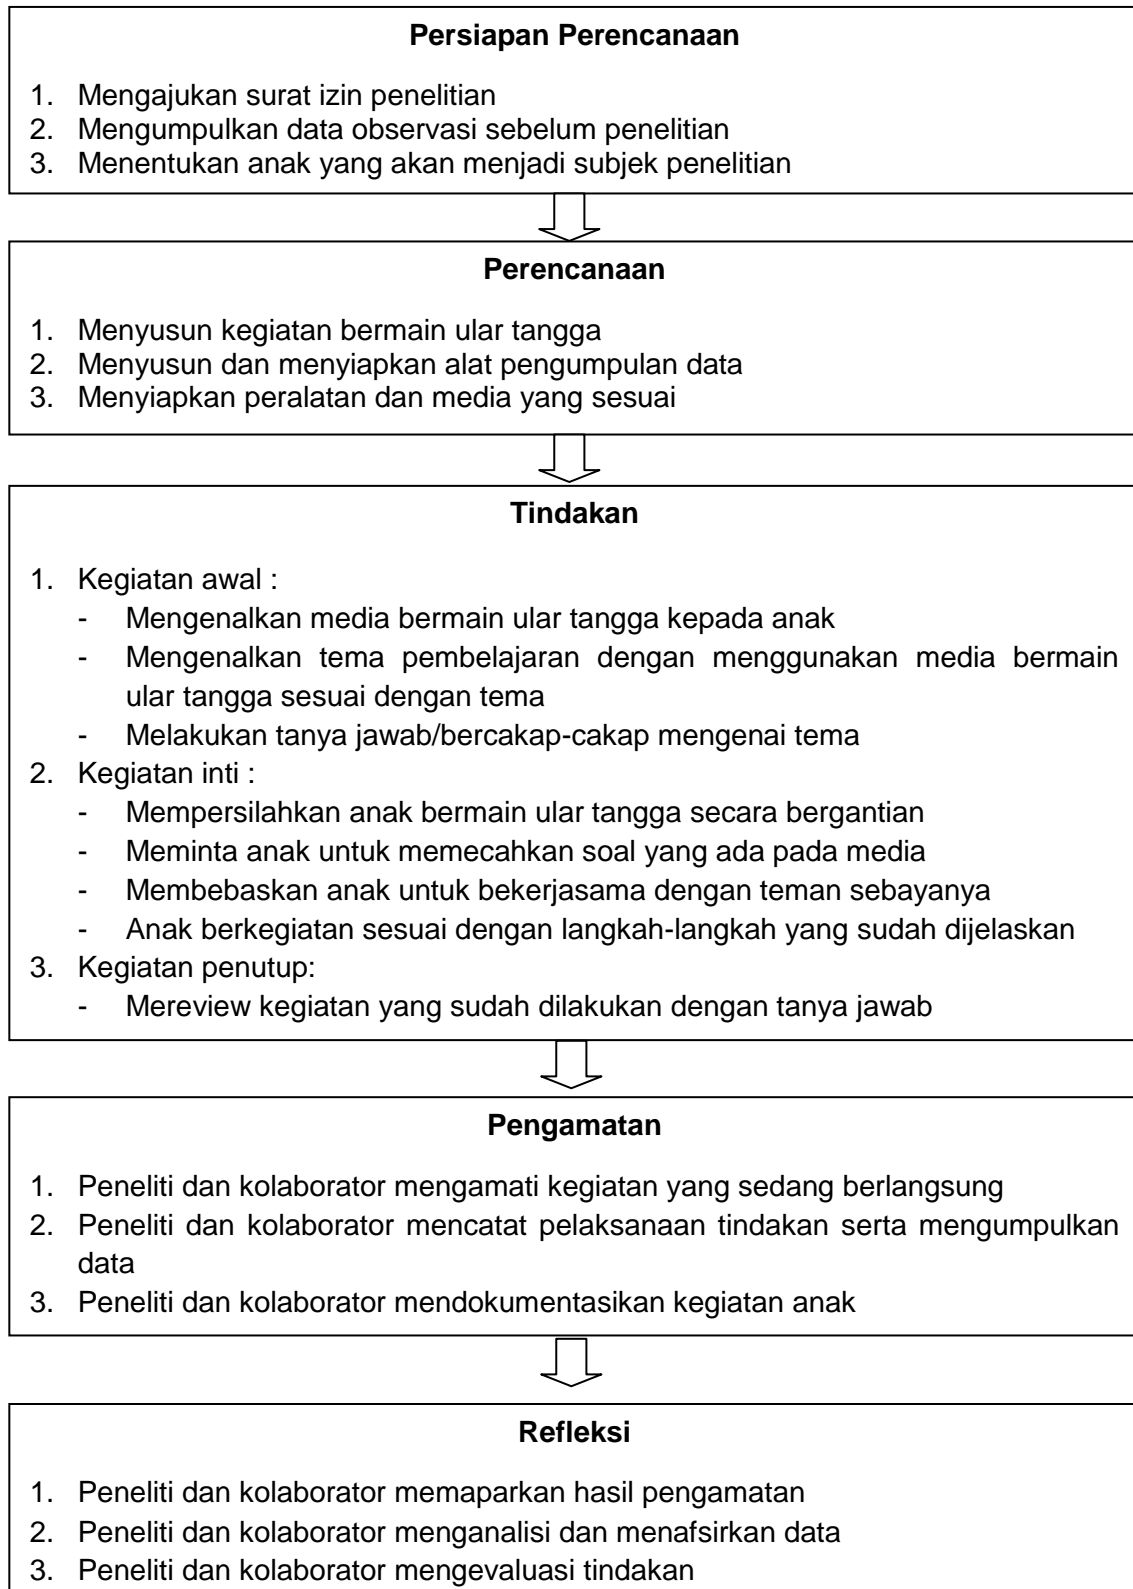 Persiapan Perencanaan
1. Mengajukan surat izin penelitian
2. Mengumpulkan data observasi sebelum penelitian
3. Menentukan anak yang akan menjadi subjek penelitian
Perencanaan
1. Menyusun kegiatan bermain ular tangga
2. Menyusun dan menyiapkan alat pengumpulan data
3. Menyiapkan peralatan dan media yang sesuai
Tindakan
1. Kegiatan awal :
- Mengenalkan media bermain ular tangga kepada anak
- Mengenalkan tema pembelajaran dengan menggunakan media bermain
ular tangga sesuai dengan tema
- Melakukan tanya jawab/bercakap-cakap mengenai tema
2. Kegiatan inti :
- Mempersilahkan anak bermain ular tangga secara bergantian
- Meminta anak untuk memecahkan soal yang ada pada media
- Membebaskan anak untuk bekerjasama dengan teman sebayanya
- Anak berkegiatan sesuai dengan langkah-langkah yang sudah dijelaskan
3. Kegiatan penutup:
- Mereview kegiatan yang sudah dilakukan dengan tanya jawab
Pengamatan
1. Peneliti dan kolaborator mengamati kegiatan yang sedang berlangsung
2. Peneliti dan kolaborator mencatat pelaksanaan tindakan serta mengumpulkan
data
3. Peneliti dan kolaborator mendokumentasikan kegiatan anak
Refleksi
1. Peneliti dan kolaborator memaparkan hasil pengamatan
2. Peneliti dan kolaborator menganalisi dan menafsirkan data
3. Peneliti dan kolaborator mengevaluasi tindakan